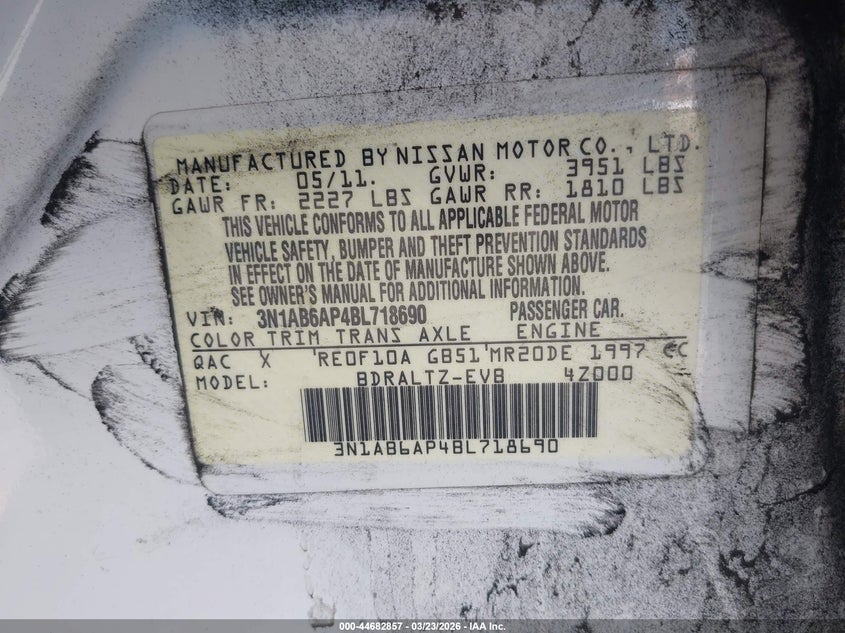 MANUFACTURED BY NISSAN MOTOR CO., LTD.
DATE: 05/11. GVWR: 3951 LBS
GAWR FR: 2227 LBS GAWR RR: 1810 LBS
THIS VEHICLE CONFORMS TO ALL APPLICABLE FEDERAL MOTOR
VEHICLE SAFETY, BUMPER AND THEFT PREVENTION STANDARDS
IN EFFECT ON THE DATE OF MANUFACTURE SHOWN ABOVE.
SEE OWNER'S MANUAL FOR ADDITIONAL INFORMATION.
VIN: 3N1AB6AP4BL718690 PASSENGER CAR.
COLOR TRIM TRANS AXLE ENGINE
QAC X RE0F10A GB51 MR20DE 1997 CC
MODEL: BDRALTZ-EVB 4Z000
3N1AB6AP4BL718690
000-44682857 | 03/23/2026 - IAA Inc.